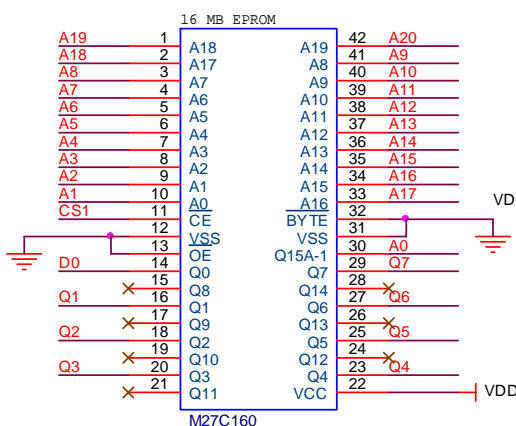 16 MB EPROM
A19 1 A18 A19 42 A20
A18 2 A17 A8 41 A9
A8 3 A7 A9 40 A10
A7 4 A6 A10 39 A11
A6 5 A5 A11 38 A12
A5 6 A4 A12 37 A13
A4 7 A3 A13 36 A14
A3 8 A2 A14 35 A15
A2 9 A1 A15 34 A16
A1 10 A0 A16 33 A17
VD
CS1 11 CE BYTE 32
12 VSS VSS 31
13 OE Q15A-1 30 A0
D0 14 Q0 Q7 29 Q7
15 Q8 Q14 28
Q1 16 Q1 Q6 27 Q6
17 Q9 Q13 26
Q2 18 Q2 Q5 25 Q5
19 Q10 Q12 24
Q3 20 Q3 Q4 23 Q4
21 Q11 VCC 22 VDD
M27C160